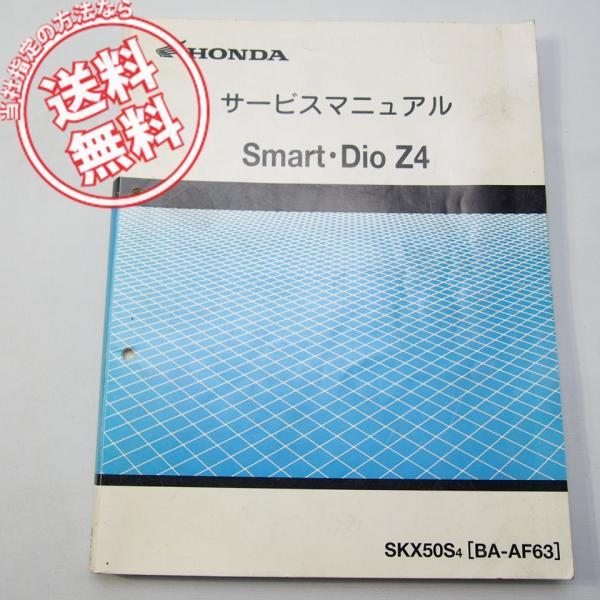 当社指定の方法なら
送料
無料
HONDA
サービスマニュアル
Smart・Dio Z4
SKX50S4 [BA-AF63]